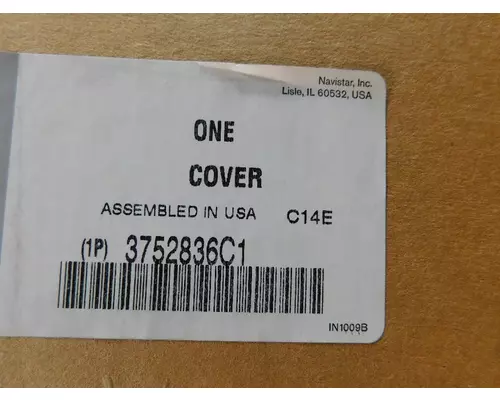 Navistar, Inc.
Lisle, IL 60532, USA
ONE
COVER
ASSEMBLED IN USA C14E
(1P) 3752836C1
IN1009B